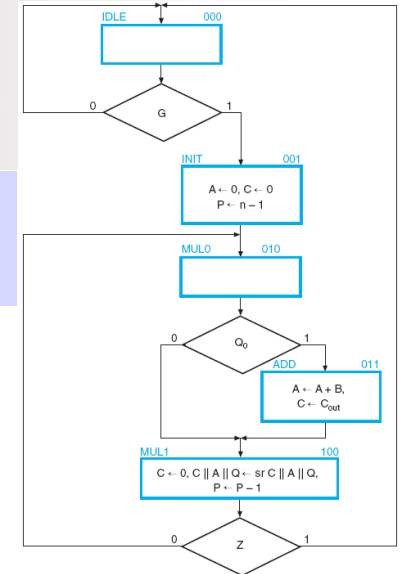 IDLE 000
0 G 1
INIT 001
A ← 0, C ← 0
P ← n – 1
MUL0 010
0 Q₀ 1
ADD 011
A ← A + B,
C ← Cout
MUL1 100
C ← 0, C || A || Q ← sr C || A || Q,
P ← P – 1
0 Z 1